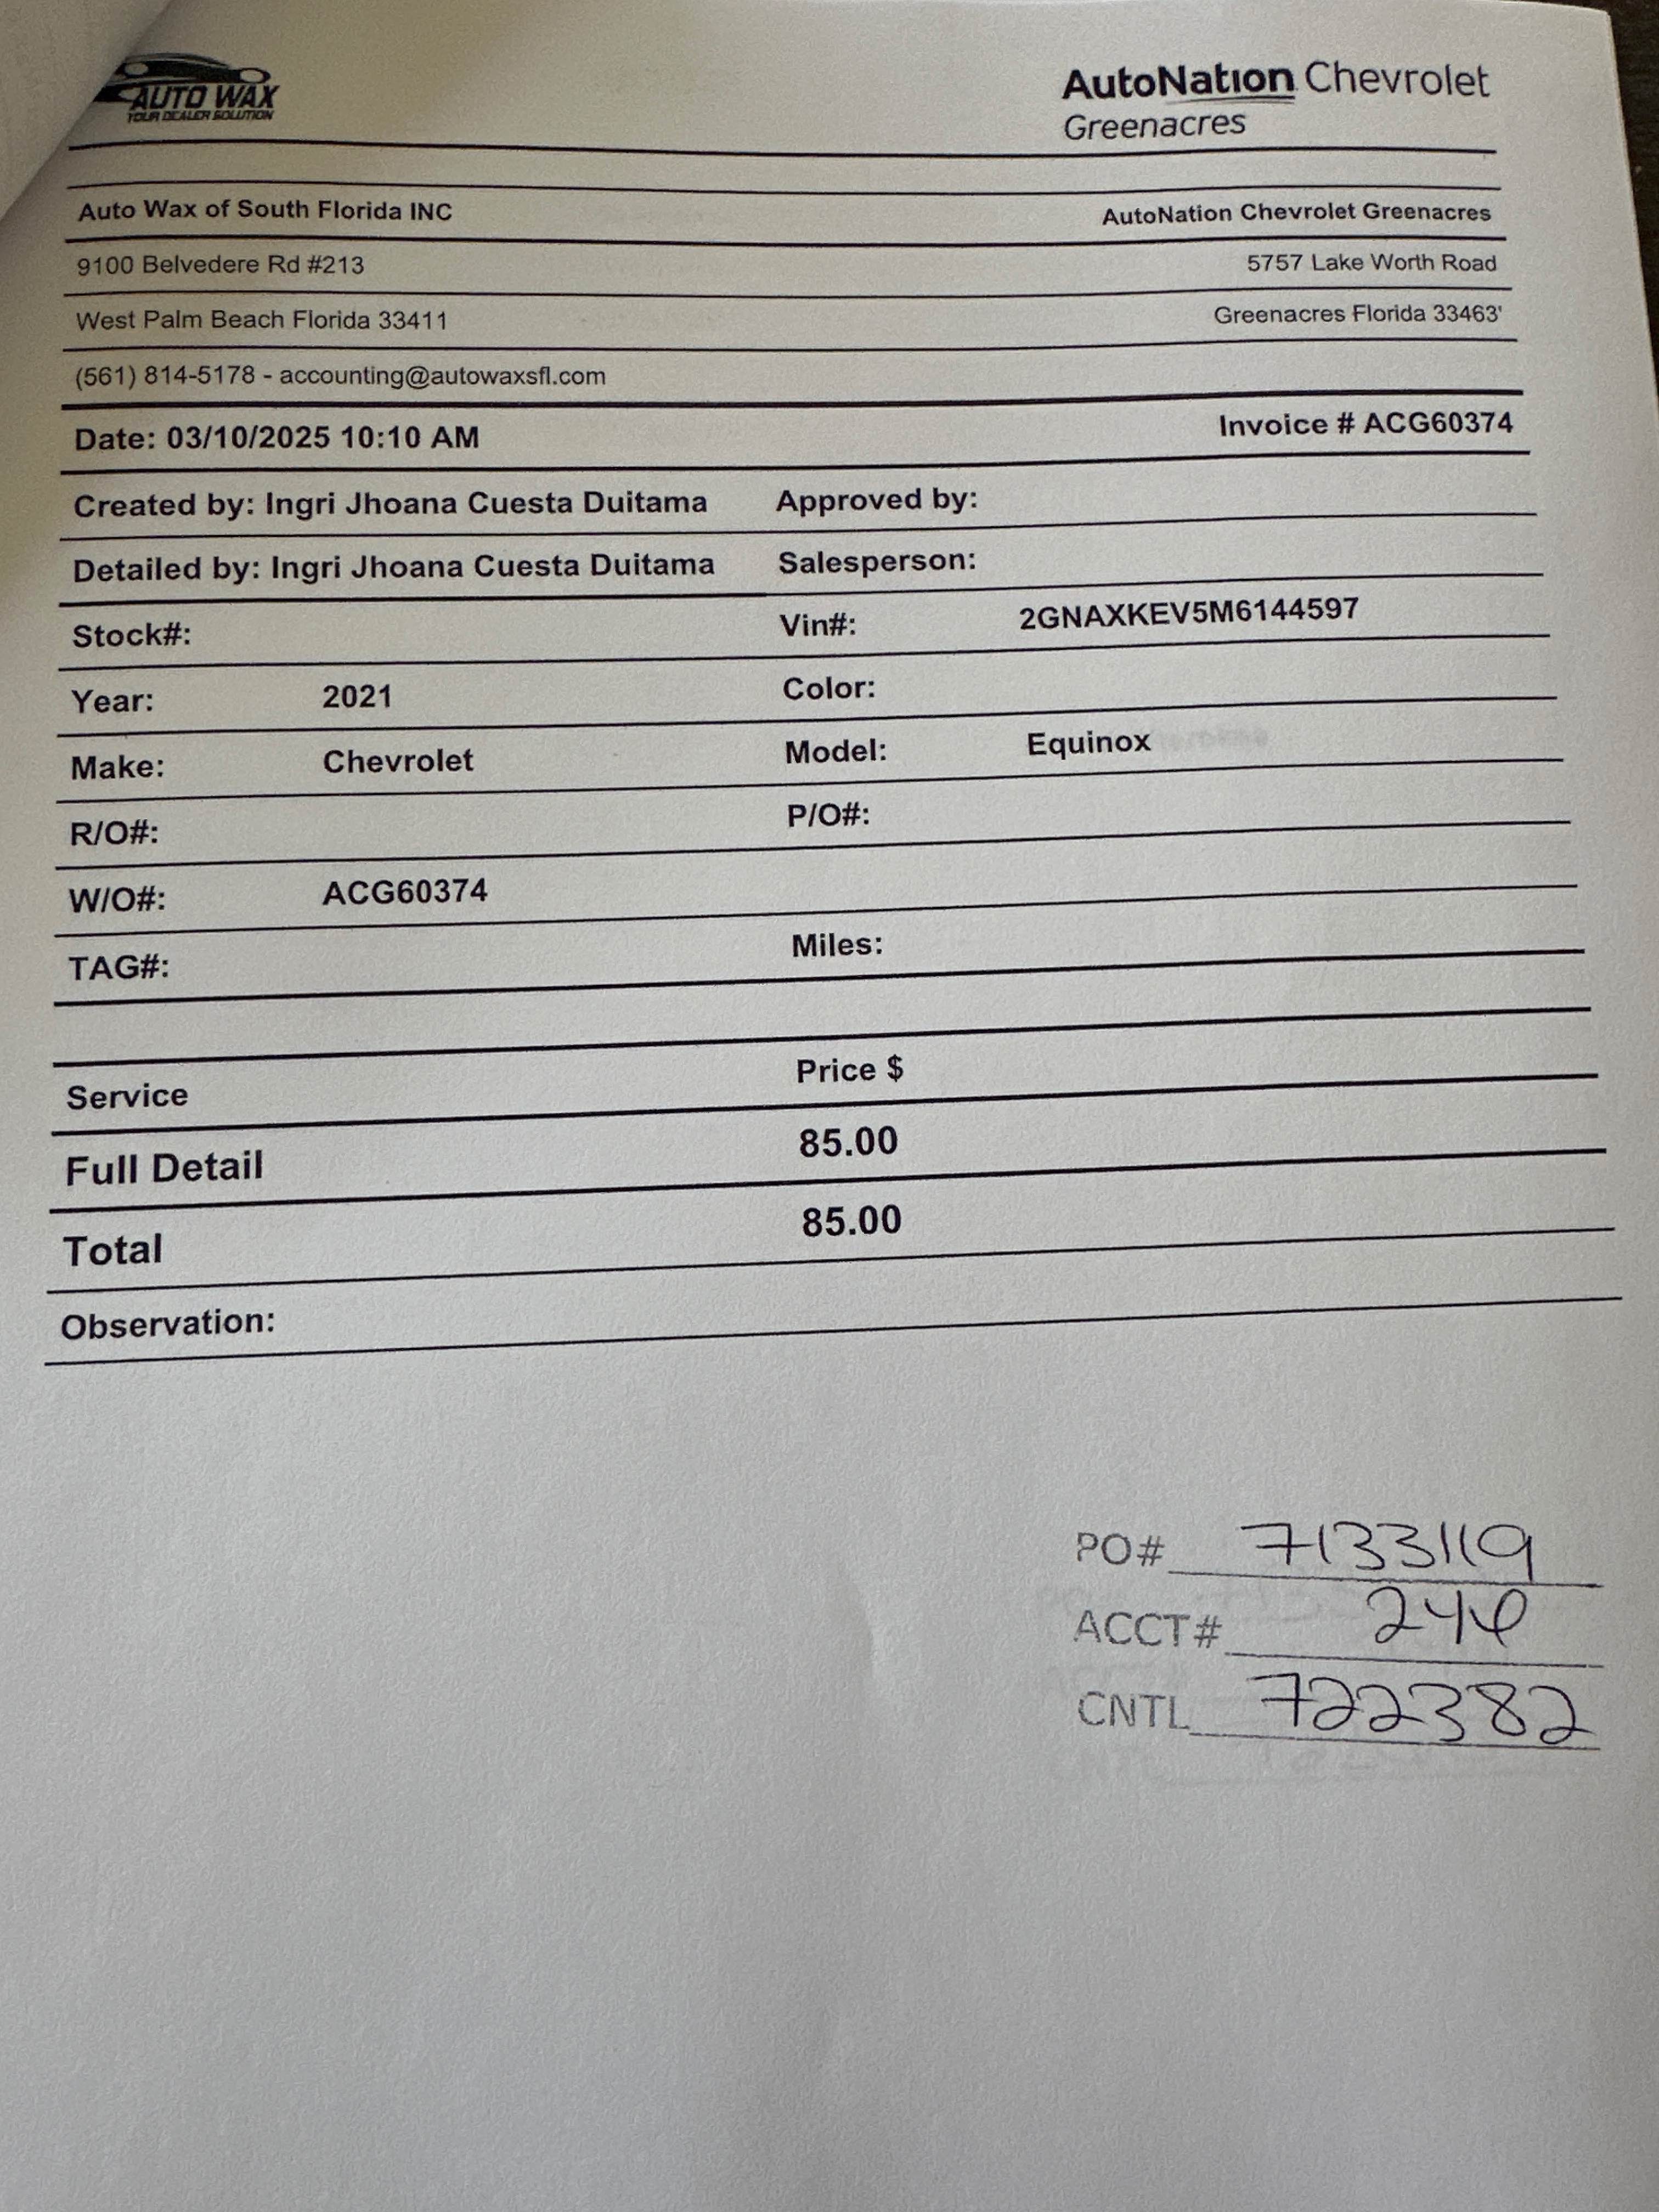 AUTO WAX
YOUR DEALER SOLUTION
AutoNation Chevrolet
Greenacres
Auto Wax of South Florida INC AutoNation Chevrolet Greenacres
9100 Belvedere Rd #213 5757 Lake Worth Road
West Palm Beach Florida 33411 Greenacres Florida 33463'
(561) 814-5178 - accounting@autowaxsfl.com
Date: 03/10/2025 10:10 AM Invoice # ACG60374
Created by: Ingri Jhoana Cuesta Duitama Approved by:
Detailed by: Ingri Jhoana Cuesta Duitama Salesperson:
Stock#: Vin#: 2GNAXKEV5M6144597
Year: 2021 Color:
Make: Chevrolet Model: Equinox
R/O#: P/O#:
W/O#: ACG60374
TAG#: Miles:
Service Price $
Full Detail 85.00
Total 85.00
Observation:
PO# 7133119
ACCT#
CNTL 722382